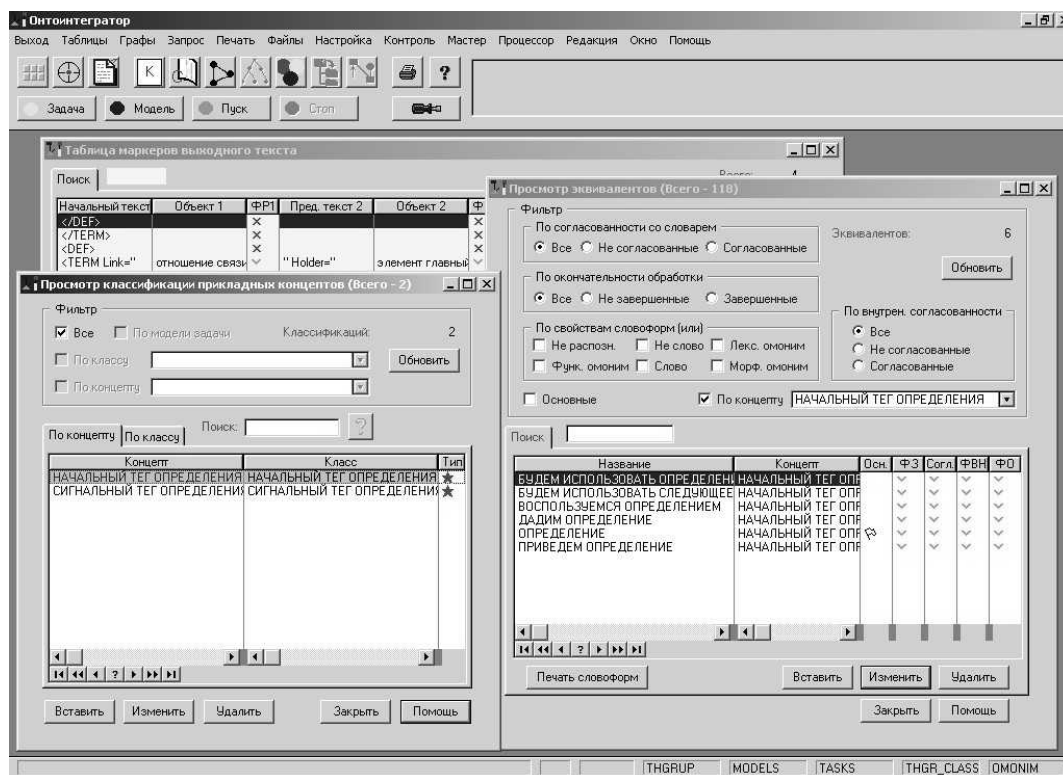 Онтоинтегратор
Выход Таблицы Графы Запрос Печать Файлы Настройка Контроль Мастер Процессор Редакция Окно Помощь
K ?
Задача Модель Пуск Стоп
Таблица маркеров выходного текста
Поиск
Всего: 4
Начальный текст Объект 1 ФР1 Пред. текст 2 Объект 2 Ф
</DEF>
</TERM>
<DEF>
<TERM Link=" отношение связи " Holder=" элемент главный
Просмотр классификации прикладных концептов (Всего - 2)
Фильтр
Все По модели задачи Классификаций: 2
По классу Обновить
По концепту
По концепту По классу Поиск: ?
Концепт Класс Тип
НАЧАЛЬНЫЙ ТЕГ ОПРЕДЕЛЕНИЯ НАЧАЛЬНЫЙ ТЕГ ОПРЕДЕЛЕНИЯ
СИГНАЛЬНЫЙ ТЕГ ОПРЕДЕЛЕНИЯ СИГНАЛЬНЫЙ ТЕГ ОПРЕДЕЛЕНИ
?
Вставить Изменить Удалить Закрыть Помощь
Просмотр эквивалентов (Всего - 118)
Фильтр
По согласованности со словарем
Эквивалентов: 6
Все Не согласованные Согласованные
Обновить
По окончательности обработки
Все Не завершенные Завершенные
По внутрен. согласованности
Все
Не согласованные
Согласованные
По свойствам словоформ (или)
Не распозн. Не слово Лекс. омоним
Функ. омоним Слово Морф. омоним
Основные По концепту НАЧАЛЬНЫЙ ТЕГ ОПРЕДЕЛЕНИЯ
Поиск
Название Концепт Осн. ФЗ Согл. ФВН ФО
БУДЕМ ИСПОЛЬЗОВАТЬ ОПРЕДЕЛЕНИ НАЧАЛЬНЫЙ ТЕГ ОПР
БУДЕМ ИСПОЛЬЗОВАТЬ СЛЕДУЮЩЕЕ НАЧАЛЬНЫЙ ТЕГ ОПР
ВОСПОЛЬЗУЕМСЯ ОПРЕДЕЛЕНИЕМ НАЧАЛЬНЫЙ ТЕГ ОПР
ДАДИМ ОПРЕДЕЛЕНИЕ НАЧАЛЬНЫЙ ТЕГ ОПР
ОПРЕДЕЛЕНИЕ НАЧАЛЬНЫЙ ТЕГ ОПР
ПРИВЕДЕМ ОПРЕДЕЛЕНИЕ НАЧАЛЬНЫЙ ТЕГ ОПР
?
Печать словоформ Вставить Изменить Удалить
Закрыть Помощь
THGRUP MODELS TASKS THGR_CLASS OMONIM